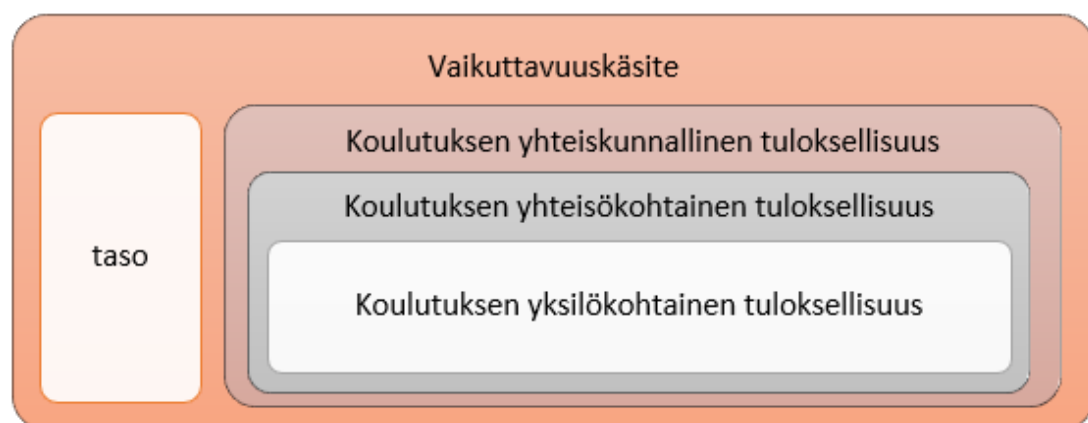 Vaikuttavuuskäsite
Koulutuksen yhteiskunnallinen tuloksellisuus
Koulutuksen yhteisökohtainen tuloksellisuus
taso
Koulutuksen yksilökohtainen tuloksellisuus